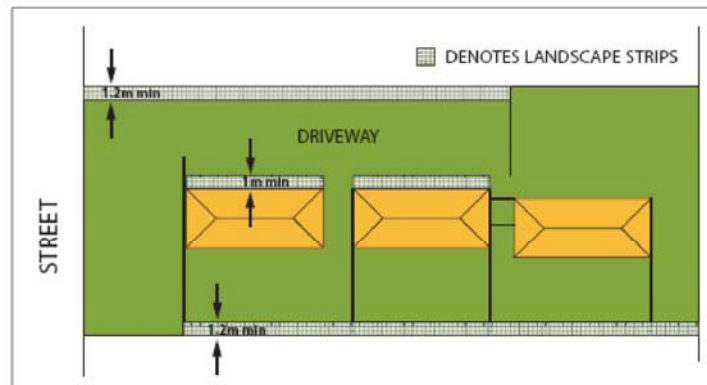 DENOTES LANDSCAPE STRIPS
1.2m min
DRIVEWAY
1m min
STREET
1.2m min